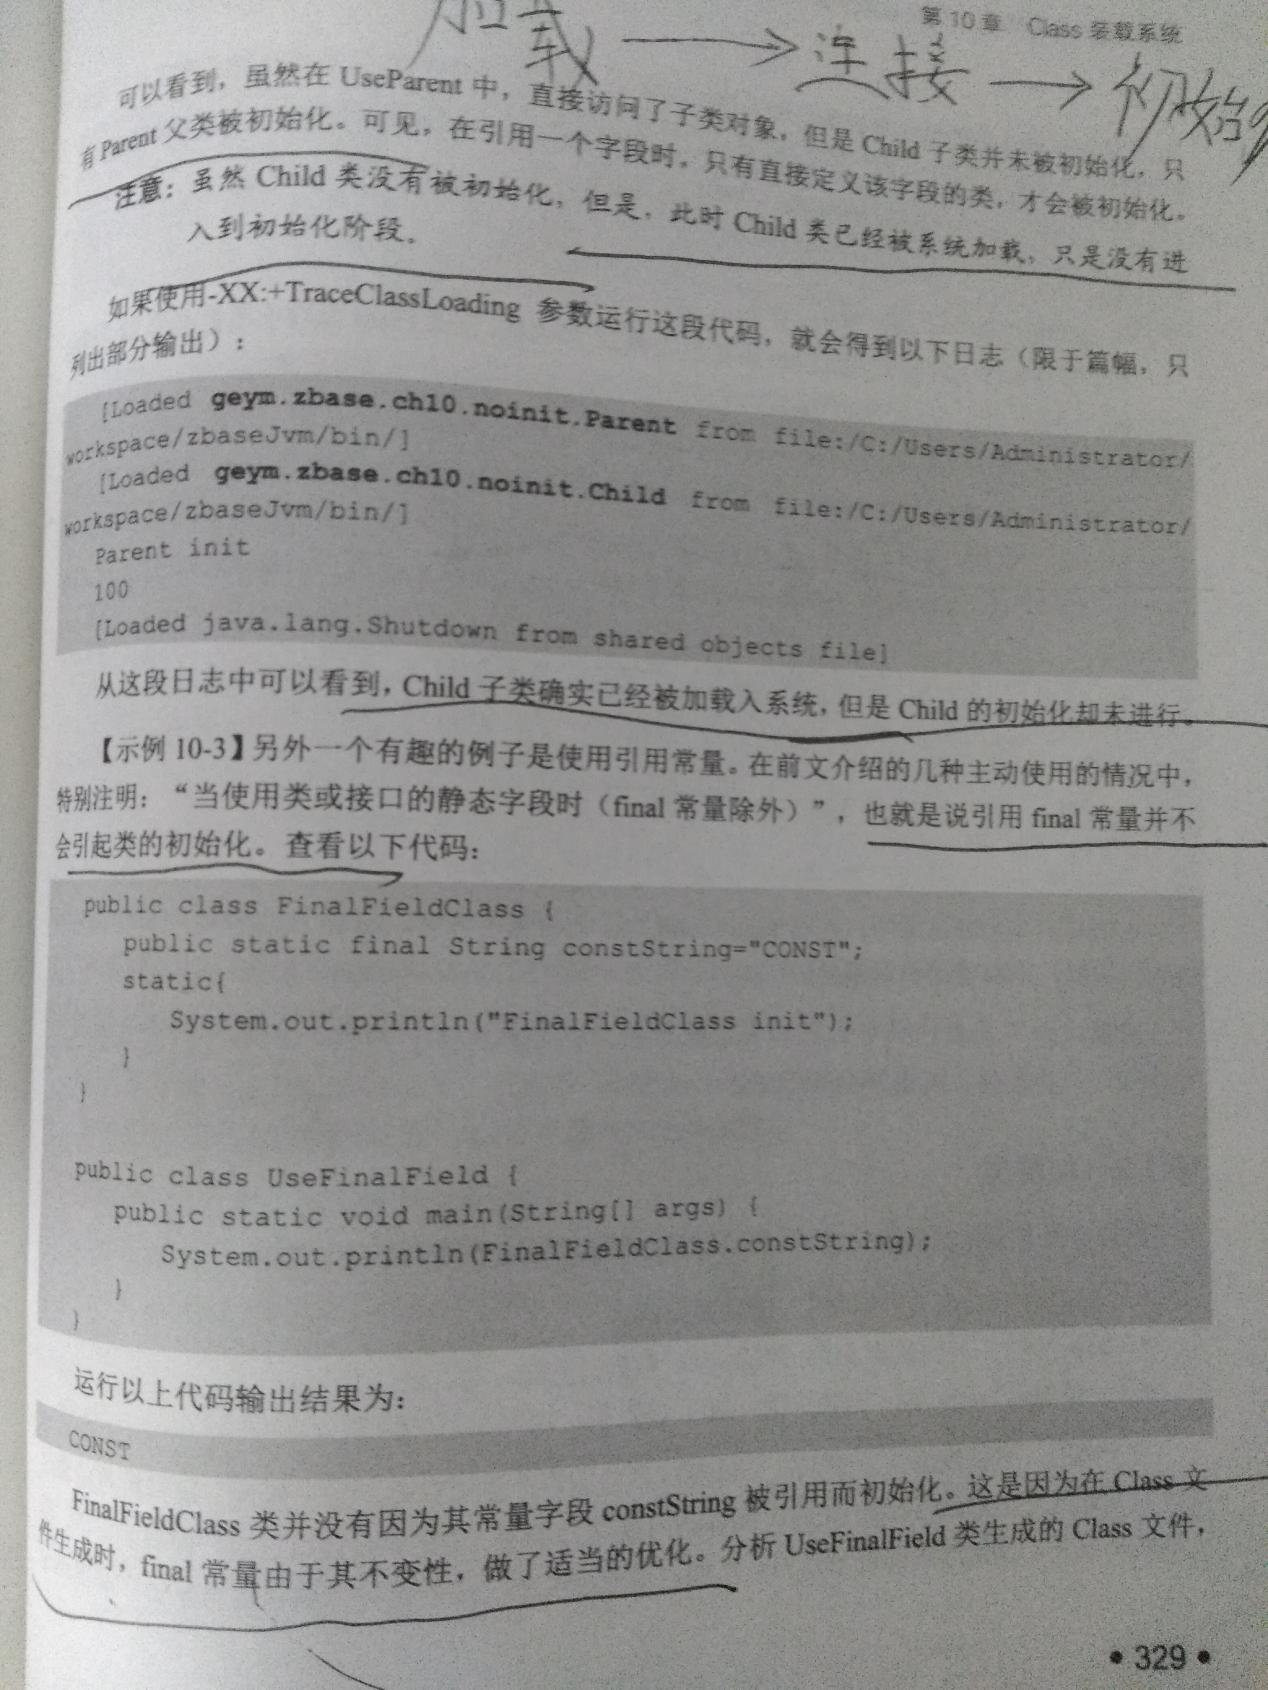 第10章 Class 装载系统
加载 → 连接 → 初始
可以看到，虽然在 UseParent 中，直接访问了子类对象，但是 Child 子类并未被初始化，只
有 Parent 父类被初始化。可见，在引用一个字段时，只有直接定义该字段的类，才会被初始化。
注意：虽然 Child 类没有被初始化，但是，此时 Child 类已经被系统加载，只是没有进
入到初始化阶段。
如果使用-XX:+TraceClassLoading 参数运行这段代码，就会得到以下日志（限于篇幅，只
列出部分输出）：
[Loaded geym.zbase.ch10.noinit.Parent from file:/C:/Users/Administrator/
workspace/zbaseJvm/bin/]
[Loaded geym.zbase.ch10.noinit.Child from file:/C:/Users/Administrator/
workspace/zbaseJvm/bin/]
Parent init
100
[Loaded java.lang.Shutdown from shared objects file]
从这段日志中可以看到，Child 子类确实已经被加载入系统，但是 Child 的初始化却未进行。
【示例 10-3】另外一个有趣的例子是使用引用常量。在前文介绍的几种主动使用的情况中，
特别注明：“当使用类或接口的静态字段时（final 常量除外）”，也就是说引用 final 常量并不
会引起类的初始化。查看以下代码：
public class FinalFieldClass {
public static final String constString="CONST";
static{
System.out.println("FinalFieldClass init");
}
}
public class UseFinalField {
public static void main(String[] args) {
System.out.println(FinalFieldClass.constString);
}
}
运行以上代码输出结果为：
CONST
FinalFieldClass 类并没有因为其常量字段 constString 被引用而初始化。这是因为在 Class 文
件生成时，final 常量由于其不变性，做了适当的优化。分析 UseFinalField 类生成的 Class 文件，
• 329 •